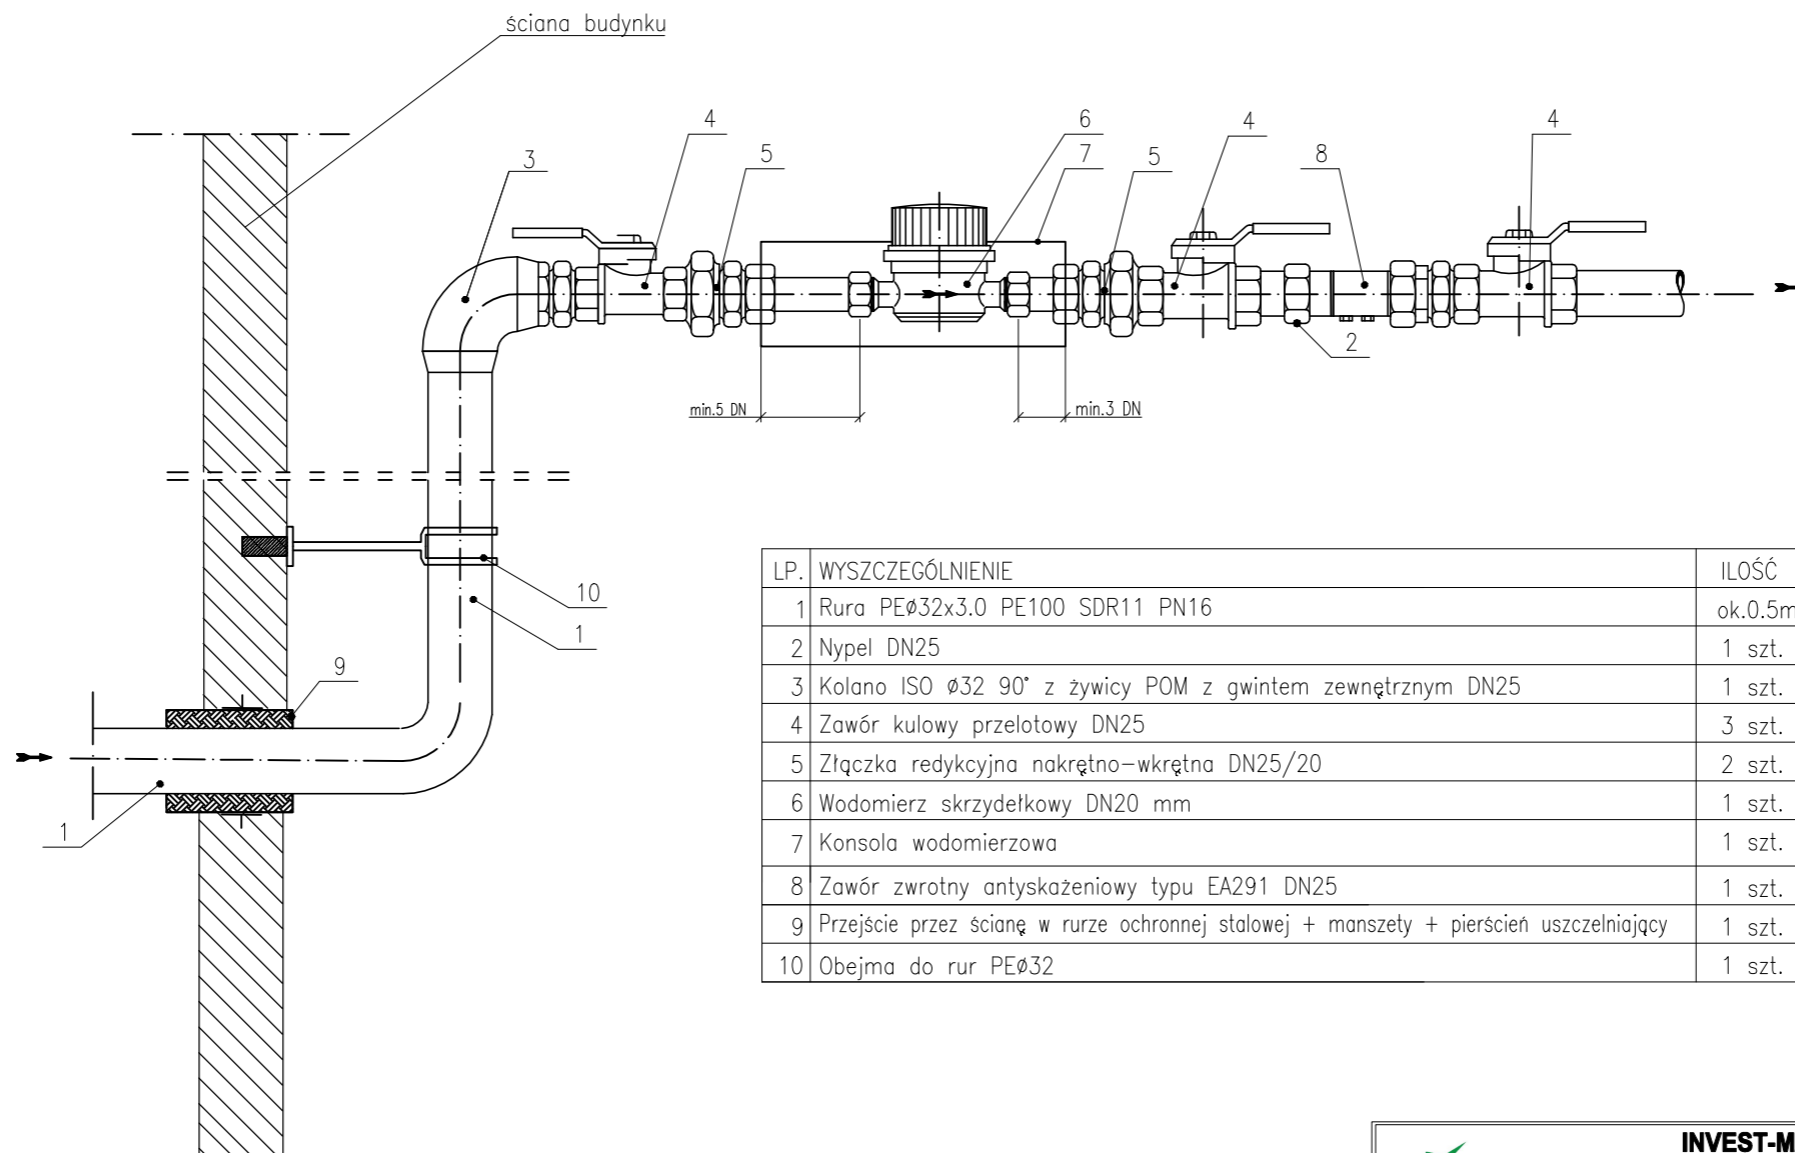 ściana budynku
4
6
4
4
3
5
7
5
8
2
min.5 DN
min.3 DN
10
1
9
1
LP. WYSZCZEGÓLNIENIE ILOŚĆ
1 Rura PEø32x3.0 PE100 SDR11 PN16 ok.0.5m
2 Nypel DN25 1 szt.
3 Kolano ISO ø32 90° z żywicy POM z gwintem zewnętrznym DN25 1 szt.
4 Zawór kulowy przelotowy DN25 3 szt.
5 Złączka redykcyjna nakrętno-wkrętna DN25/20 2 szt.
6 Wodomierz skrzydełkowy DN20 mm 1 szt.
7 Konsola wodomierzowa 1 szt.
8 Zawór zwrotny antyskażeniowy typu EA291 DN25 1 szt.
9 Przejście przez ścianę w rurze ochronnej stalowej + manszety + pierścień uszczelniający 1 szt.
10 Obejma do rur PEø32 1 szt.
INVEST-M